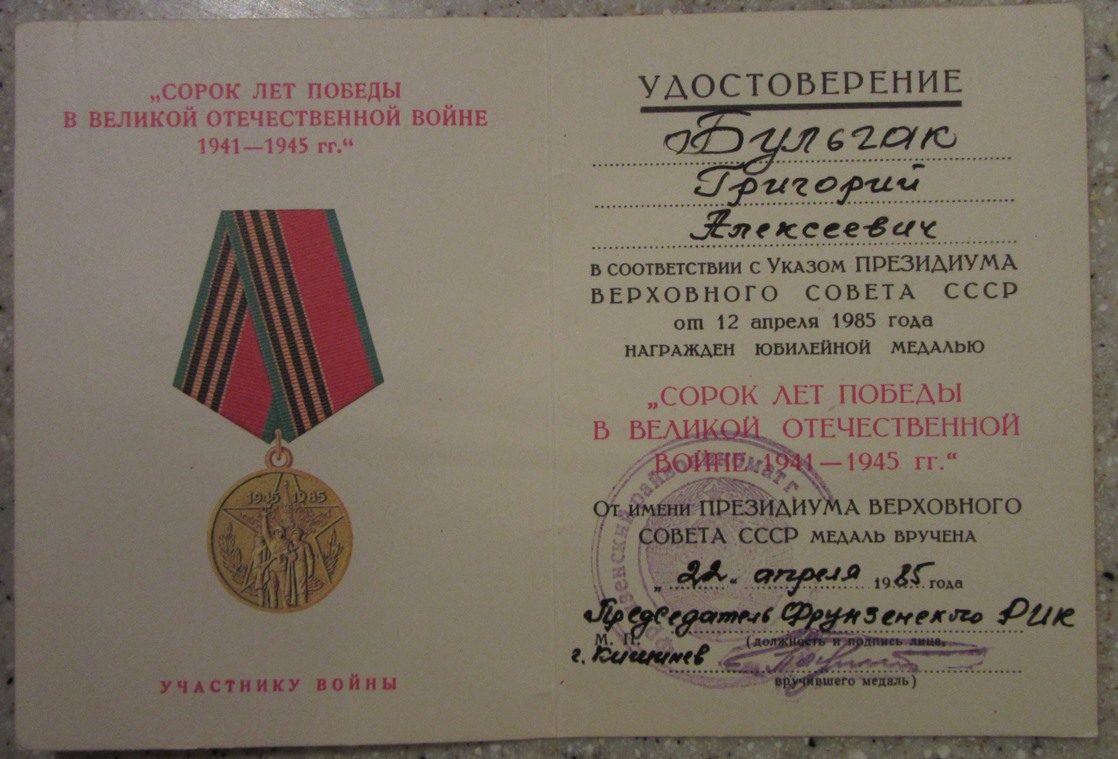 „СОРОК ЛЕТ ПОБЕДЫ
В ВЕЛИКОЙ ОТЕЧЕСТВЕННОЙ ВОЙНЕ
1941—1945 гг.“
1945 1985
УЧАСТНИКУ ВОЙНЫ
УДОСТОВЕРЕНИЕ
Бульгак
Григорий
Алексеевич
В СООТВЕТСТВИИ С УКАЗОМ ПРЕЗИДИУМА
ВЕРХОВНОГО СОВЕТА СССР
от 12 апреля 1985 года
НАГРАЖДЕН ЮБИЛЕЙНОЙ МЕДАЛЬЮ
„СОРОК ЛЕТ ПОБЕДЫ
В ВЕЛИКОЙ ОТЕЧЕСТВЕННОЙ
ВОЙНЕ 1941—1945 гг.“
ОТ ИМЕНИ ПРЕЗИДИУМА ВЕРХОВНОГО
СОВЕТА СССР МЕДАЛЬ ВРУЧЕНА
„22“ апреля 1985 года
Председатель Фрунзенского РИК
М. П. (должность и подпись лица,
г. Кишинев
вручившего медаль)